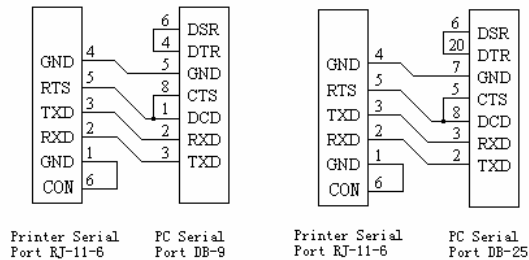 6 DSR
4 DTR
GND 4 5 GND
RTS 5 8 CTS
TXD 3 1 DCD
RXD 2 2 RXD
GND 1 3 TXD
CON 6
Printer Serial
Port RJ-11-6
PC Serial
Port DB-9
6 DSR
20 DTR
GND 4 7 GND
RTS 5 5 CTS
TXD 3 8 DCD
RXD 2 3 RXD
GND 1 2 TXD
CON 6
Printer Serial
Port RJ-11-6
PC Serial
Port DB-25